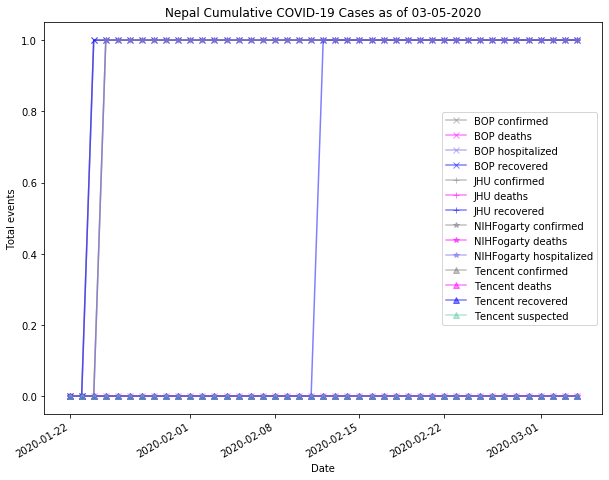 Nepal Cumulative COVID-19 Cases as of 03-05-2020
Total events
1.0
0.8
0.6
0.4
0.2
0.0
BOP confirmed
BOP deaths
BOP hospitalized
BOP recovered
JHU confirmed
JHU deaths
JHU recovered
NIHFogarty confirmed
NIHFogarty deaths
NIHFogarty hospitalized
Tencent confirmed
Tencent deaths
Tencent recovered
Tencent suspected
2020-01-22
2020-02-01
2020-02-08
2020-02-15
2020-02-22
2020-03-01
Date